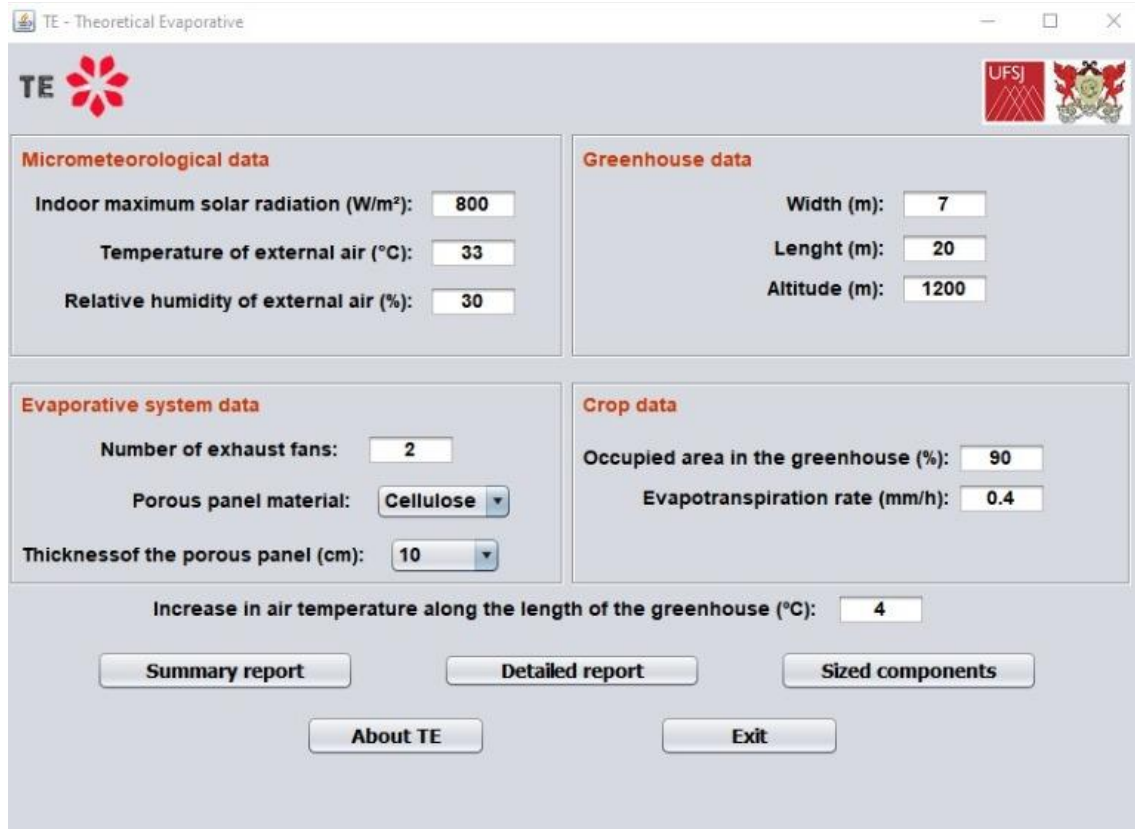 TE - Theoretical Evaporative
TE
UFSJ
Micrometeorological data
Indoor maximum solar radiation (W/m²): 800
Temperature of external air (°C): 33
Relative humidity of external air (%): 30
Greenhouse data
Width (m): 7
Lenght (m): 20
Altitude (m): 1200
Evaporative system data
Number of exhaust fans: 2
Porous panel material: Cellulose
Thicknessof the porous panel (cm): 10
Crop data
Occupied area in the greenhouse (%): 90
Evapotranspiration rate (mm/h): 0.4
Increase in air temperature along the length of the greenhouse (ºC): 4
Summary report
Detailed report
Sized components
About TE
Exit